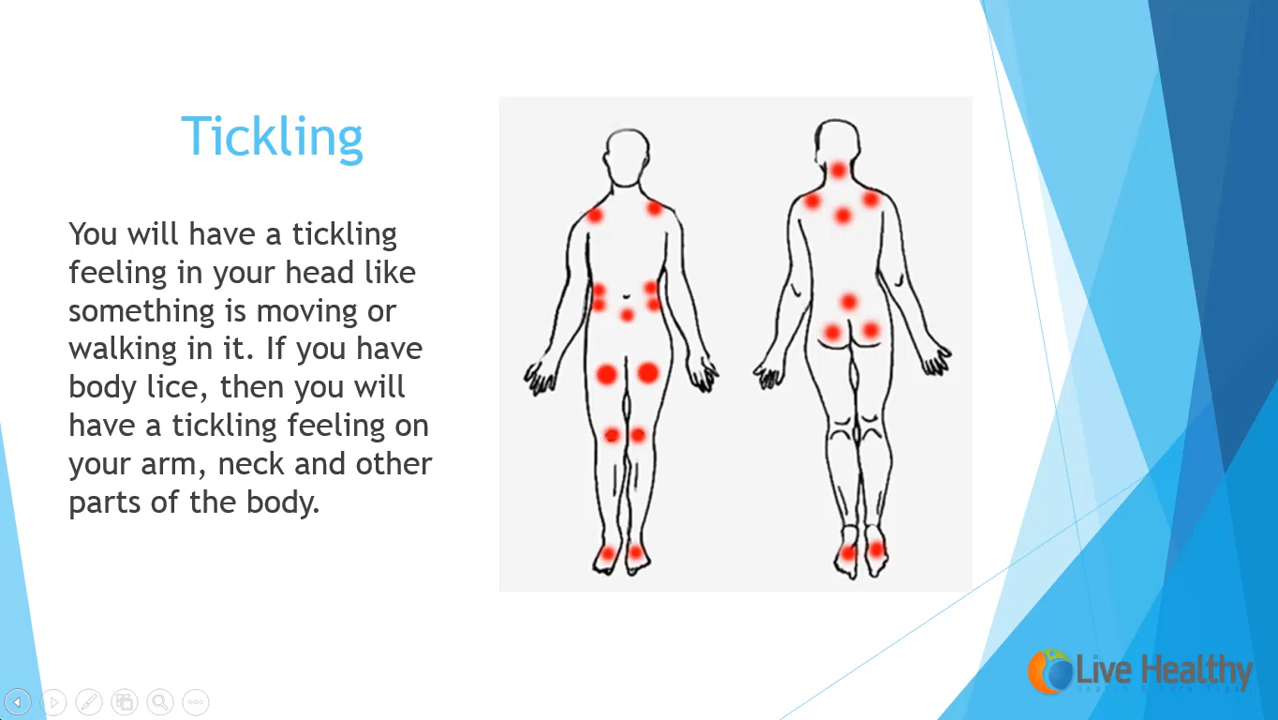 Tickling
You will have a tickling
feeling in your head like
something is moving or
walking in it. If you have
body lice, then you will
have a tickling feeling on
your arm, neck and other
parts of the body.
Live Healthy